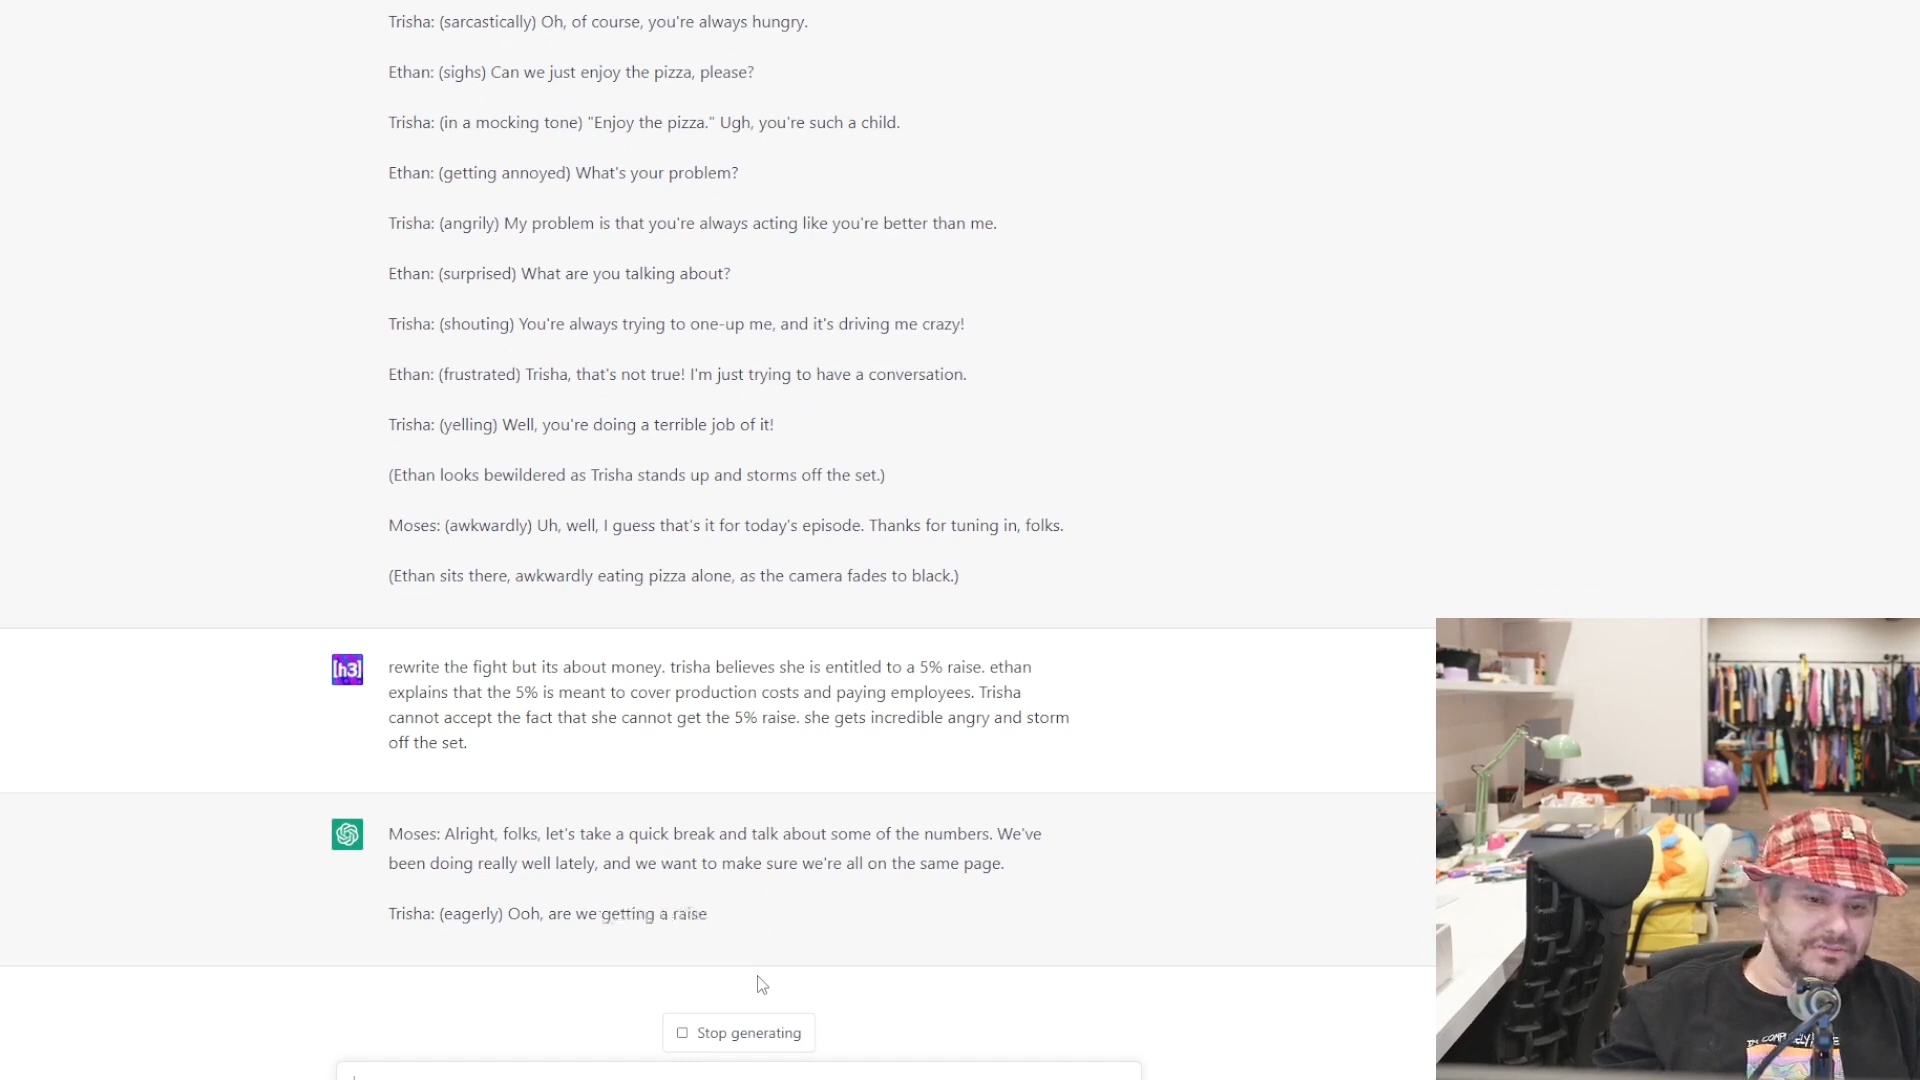 Trisha: (sarcastically) Oh, of course, you're always hungry.
Ethan: (sighs) Can we just enjoy the pizza, please?
Trisha: (in a mocking tone) "Enjoy the pizza." Ugh, you're such a child.
Ethan: (getting annoyed) What's your problem?
Trisha: (angrily) My problem is that you're always acting like you're better than me.
Ethan: (surprised) What are you talking about?
Trisha: (shouting) You're always trying to one-up me, and it's driving me crazy!
Ethan: (frustrated) Trisha, that's not true! I'm just trying to have a conversation.
Trisha: (yelling) Well, you're doing a terrible job of it!
(Ethan looks bewildered as Trisha stands up and storms off the set.)
Moses: (awkwardly) Uh, well, I guess that's it for today's episode. Thanks for tuning in, folks.
(Ethan sits there, awkwardly eating pizza alone, as the camera fades to black.)
[h3]
rewrite the fight but its about money. trisha believes she is entitled to a 5% raise. ethan
explains that the 5% is meant to cover production costs and paying employees. Trisha
cannot accept the fact that she cannot get the 5% raise. she gets incredible angry and storm
off the set.
Moses: Alright, folks, let's take a quick break and talk about some of the numbers. We've
been doing really well lately, and we want to make sure we're all on the same page.
Trisha: (eagerly) Ooh, are we getting a raise
Stop generating